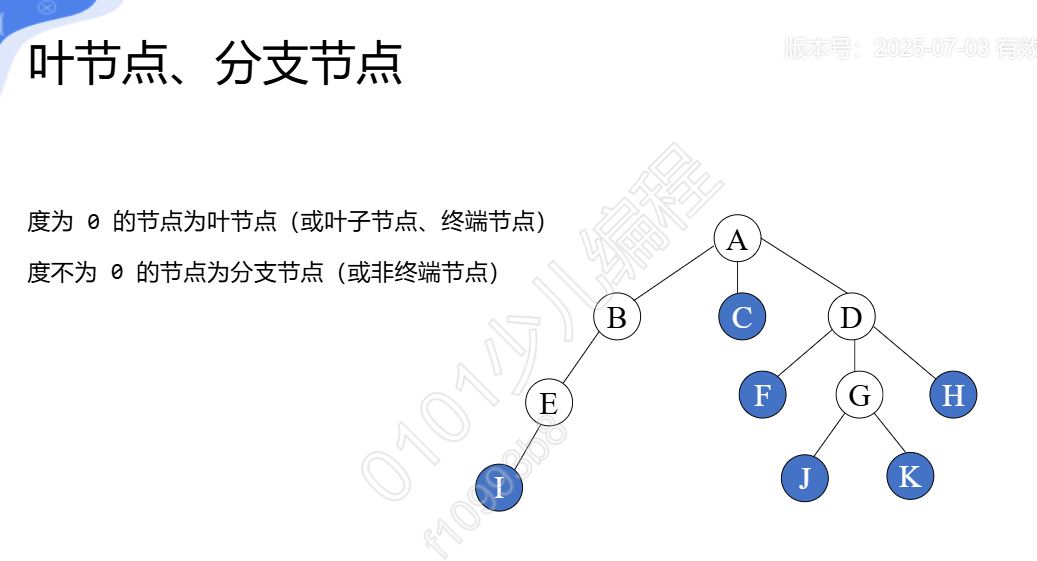 叶节点、分支节点
版本号：2025-07-03 有效
度为 0 的节点为叶节点（或叶子节点、终端节点）
度不为 0 的节点为分支节点（或非终端节点）
A
B C D
E F G H
I J K
0101少儿编程
f10993b8